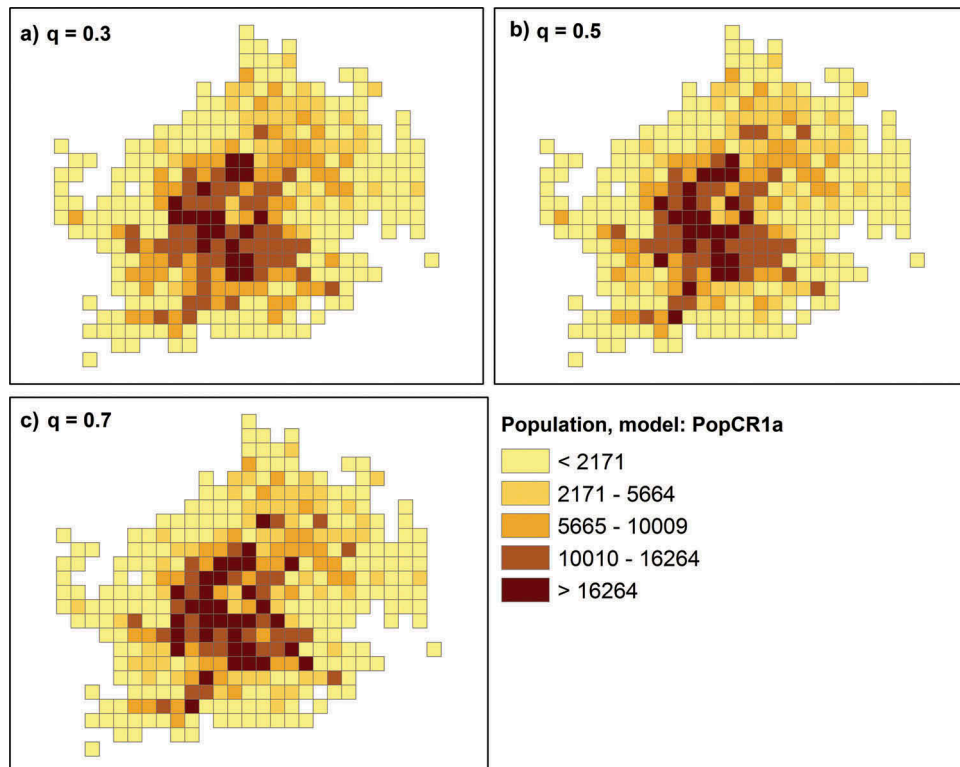 a) q = 0.3
b) q = 0.5
c) q = 0.7
Population, model: PopCR1a
< 2171
2171 - 5664
5665 - 10009
10010 - 16264
> 16264